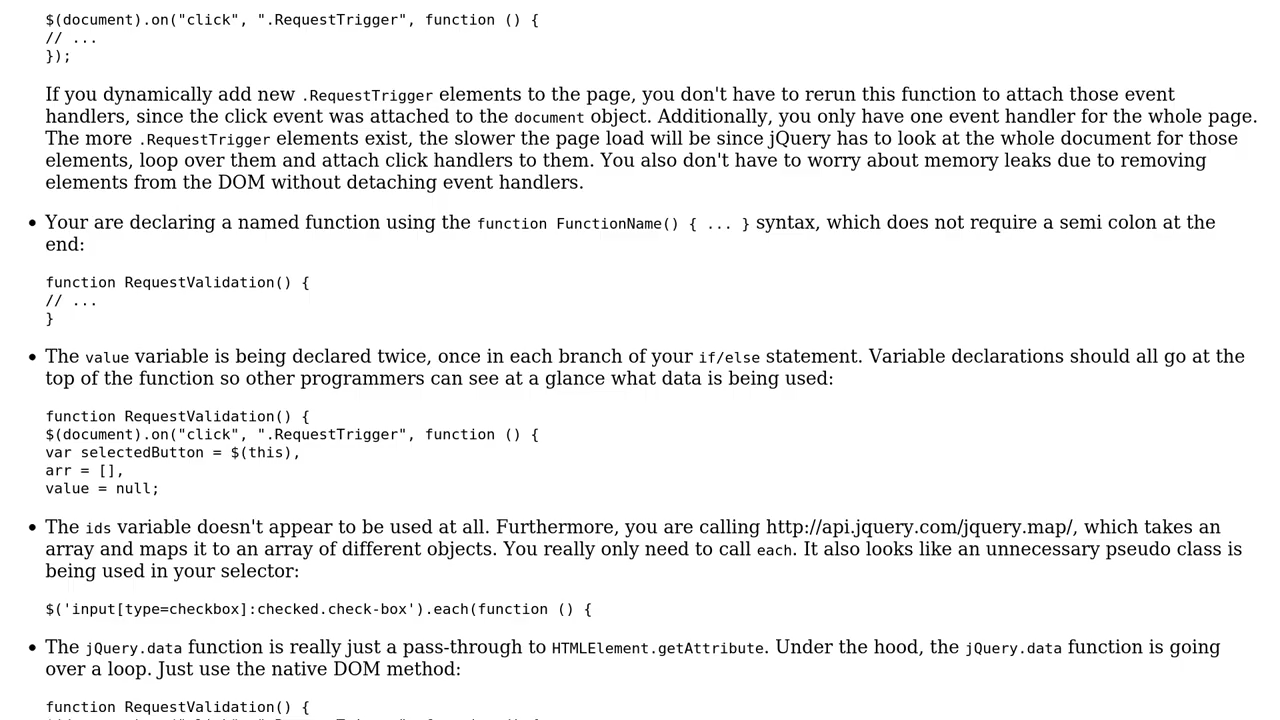 $(document).on("click", ".RequestTrigger", function () {
// ...
});
If you dynamically add new .RequestTrigger elements to the page, you don't have to rerun this function to attach those event
handlers, since the click event was attached to the document object. Additionally, you only have one event handler for the whole page.
The more .RequestTrigger elements exist, the slower the page load will be since jQuery has to look at the whole document for those
elements, loop over them and attach click handlers to them. You also don't have to worry about memory leaks due to removing
elements from the DOM without detaching event handlers.
• Your are declaring a named function using the function FunctionName() { ... } syntax, which does not require a semi colon at the
end:
function RequestValidation() {
// ...
}
• The value variable is being declared twice, once in each branch of your if/else statement. Variable declarations should all go at the
top of the function so other programmers can see at a glance what data is being used:
function RequestValidation() {
$(document).on("click", ".RequestTrigger", function () {
var selectedButton = $(this),
arr = [],
value = null;
• The ids variable doesn't appear to be used at all. Furthermore, you are calling http://api.jquery.com/jquery.map/, which takes an
array and maps it to an array of different objects. You really only need to call each. It also looks like an unnecessary pseudo class is
being used in your selector:
$('input[type=checkbox]:checked.check-box').each(function () {
• The jQuery.data function is really just a pass-through to HTMLElement.getAttribute. Under the hood, the jQuery.data function is going
over a loop. Just use the native DOM method:
function RequestValidation() {